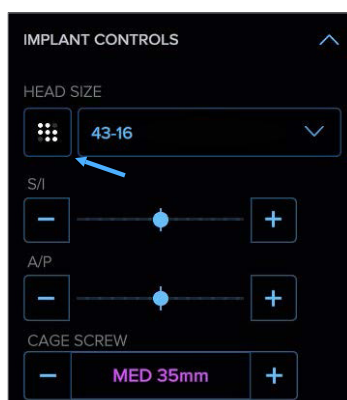 IMPLANT CONTROLS
HEAD SIZE
43-16
S/I
− +
A/P
− +
CAGE SCREW
− MED 35mm +